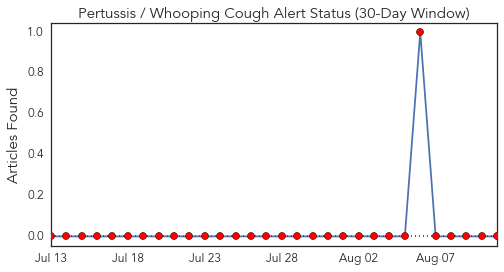 Pertussis / Whooping Cough Alert Status (30-Day Window)
Articles Found
1.0
0.8
0.6
0.4
0.2
0.0
Jul 13
Jul 18
Jul 23
Jul 28
Aug 02
Aug 07